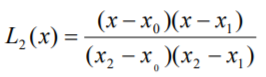 L₂(x) = (x − x₀)(x − x₁) / (x₂ − x₀)(x₂ − x₁)